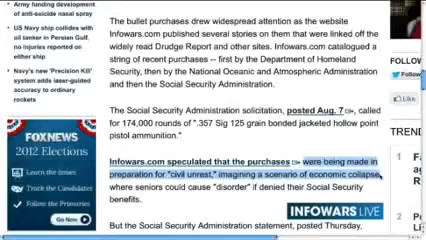 Army funding development
of anti-suicide nasal spray
US Navy ship collides with
oil tanker in Persian Gulf,
no injuries reported on
either ship
Navy's new 'Precision Kill'
system adds laser-guided
accuracy to ordinary
rockets
FOX NEWS
2012 Elections
Learn the Issues
Track the Candidates
Follow the Primaries
Go Now
The bullet purchases drew widespread attention as the website
Infowars.com published several stories on them that were linked off the
widely read Drudge Report and other sites. Infowars.com catalogued a
string of recent purchases -- first by the Department of Homeland
Security, then by the National Oceanic and Atmospheric Administration
and then the Social Security Administration.
The Social Security Administration solicitation, posted Aug. 7, called
for 174,000 rounds of ".357 Sig 125 grain bonded jacketed hollow point
pistol ammunition."
Infowars.com speculated that the purchases were being made in
preparation for "civil unrest," imagining a scenario of economic collapse
where seniors could cause "disorder" if denied their Social Security
benefits.
But the Social Security Administration statement, posted Thursday,
INFOWARS LIVE
FOLLOW
Follow
Like
TREND
1
Fa
ag
R
2
P